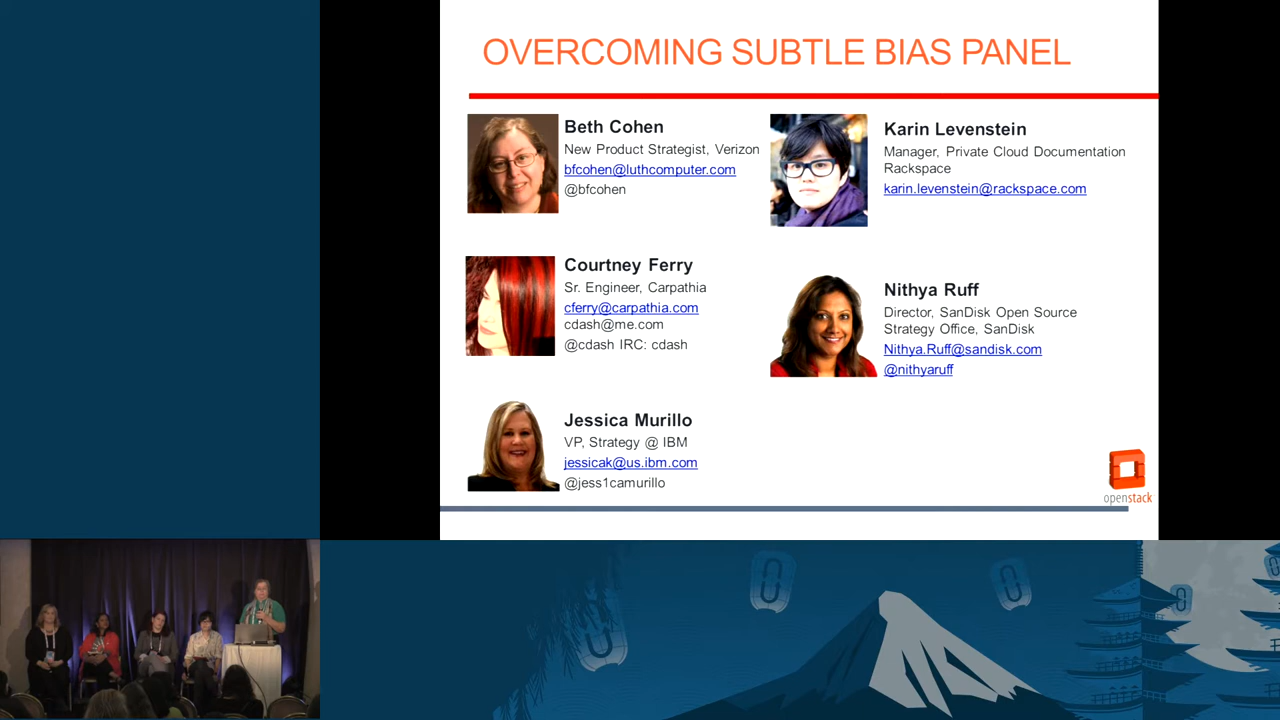 OVERCOMING SUBTLE BIAS PANEL
Beth Cohen
New Product Strategist, Verizon
bfcohen@luthcomputer.com
@bfcohen
Karin Levenstein
Manager, Private Cloud Documentation
Rackspace
karin.levenstein@rackspace.com
Courtney Ferry
Sr. Engineer, Carpathia
cferry@carpathia.com
cdash@me.com
@cdash IRC: cdash
Nithya Ruff
Director, SanDisk Open Source
Strategy Office, SanDisk
Nithya.Ruff@sandisk.com
@nithyaruff
Jessica Murillo
VP, Strategy @ IBM
jessicak@us.ibm.com
@jess1camurillo
openstack